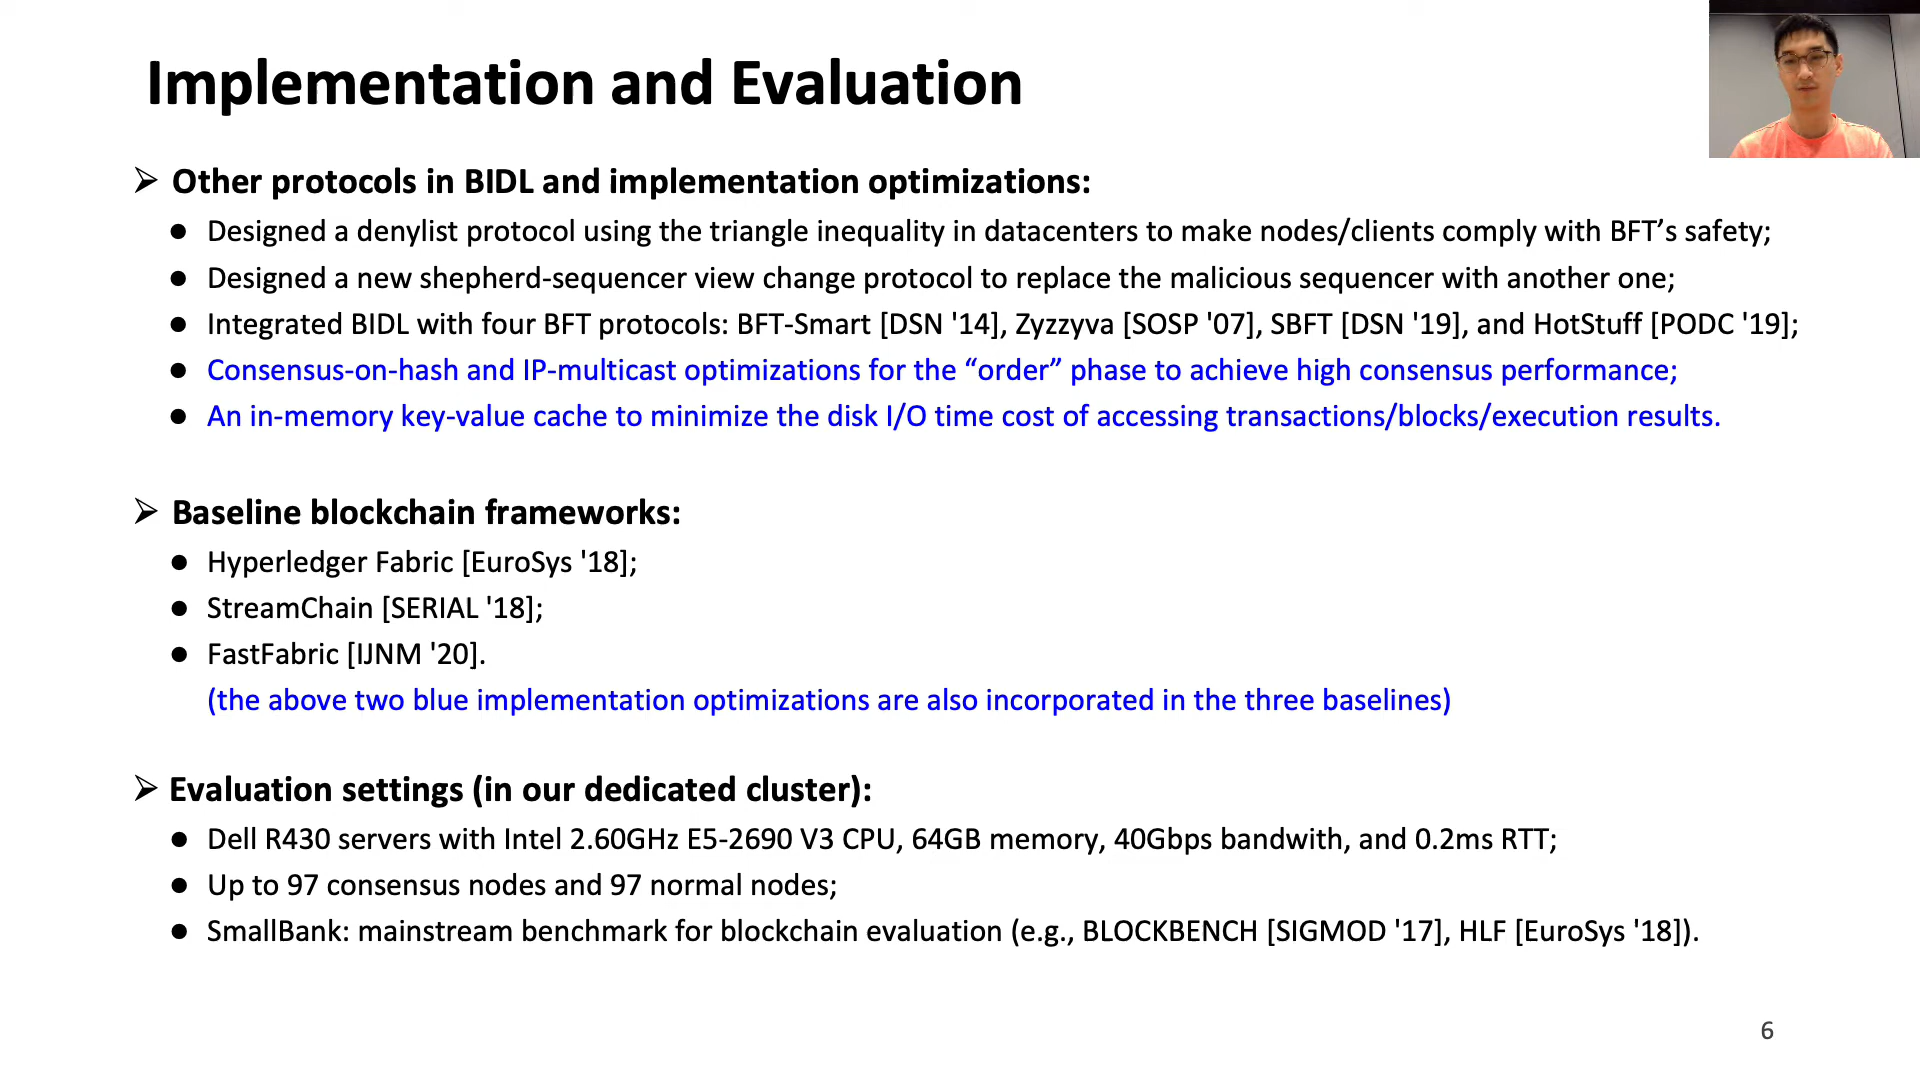 Implementation and Evaluation
➢ Other protocols in BIDL and implementation optimizations:
● Designed a denylist protocol using the triangle inequality in datacenters to make nodes/clients comply with BFT’s safety;
● Designed a new shepherd-sequencer view change protocol to replace the malicious sequencer with another one;
● Integrated BIDL with four BFT protocols: BFT-Smart [DSN '14], Zyzzyva [SOSP '07], SBFT [DSN '19], and HotStuff [PODC '19];
● Consensus-on-hash and IP-multicast optimizations for the “order” phase to achieve high consensus performance;
● An in-memory key-value cache to minimize the disk I/O time cost of accessing transactions/blocks/execution results.
➢ Baseline blockchain frameworks:
● Hyperledger Fabric [EuroSys '18];
● StreamChain [SERIAL '18];
● FastFabric [IJNM '20].
(the above two blue implementation optimizations are also incorporated in the three baselines)
➢ Evaluation settings (in our dedicated cluster):
● Dell R430 servers with Intel 2.60GHz E5-2690 V3 CPU, 64GB memory, 40Gbps bandwith, and 0.2ms RTT;
● Up to 97 consensus nodes and 97 normal nodes;
● SmallBank: mainstream benchmark for blockchain evaluation (e.g., BLOCKBENCH [SIGMOD '17], HLF [EuroSys '18]).
6